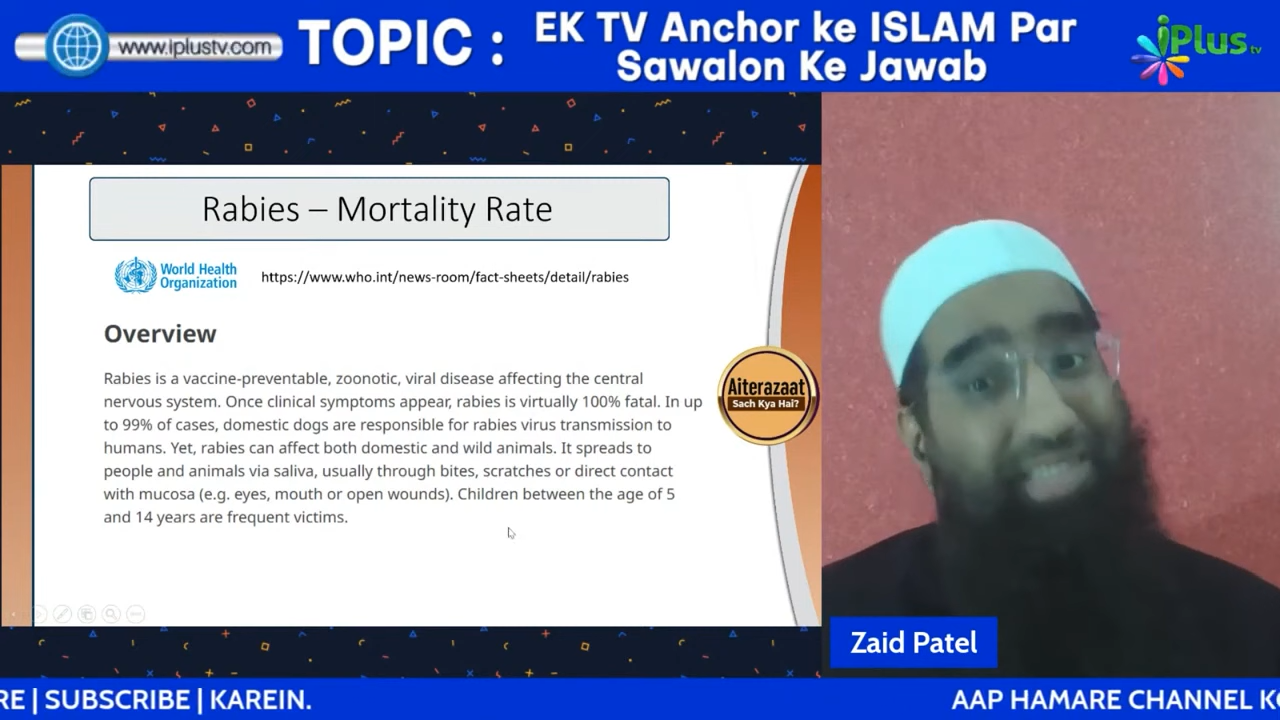 www.iplustv.com
TOPIC :
EK TV Anchor ke ISLAM Par
Sawalon Ke Jawab
iPlus tv
Rabies – Mortality Rate
World Health
Organization
https://www.who.int/news-room/fact-sheets/detail/rabies
Overview
Rabies is a vaccine-preventable, zoonotic, viral disease affecting the central
nervous system. Once clinical symptoms appear, rabies is virtually 100% fatal. In up
to 99% of cases, domestic dogs are responsible for rabies virus transmission to
humans. Yet, rabies can affect both domestic and wild animals. It spreads to
people and animals via saliva, usually through bites, scratches or direct contact
with mucosa (e.g. eyes, mouth or open wounds). Children between the age of 5
and 14 years are frequent victims.
Aiterazaat
Sach Kya Hai?
Zaid Patel
RE | SUBSCRIBE | KAREIN.
AAP HAMARE CHANNEL